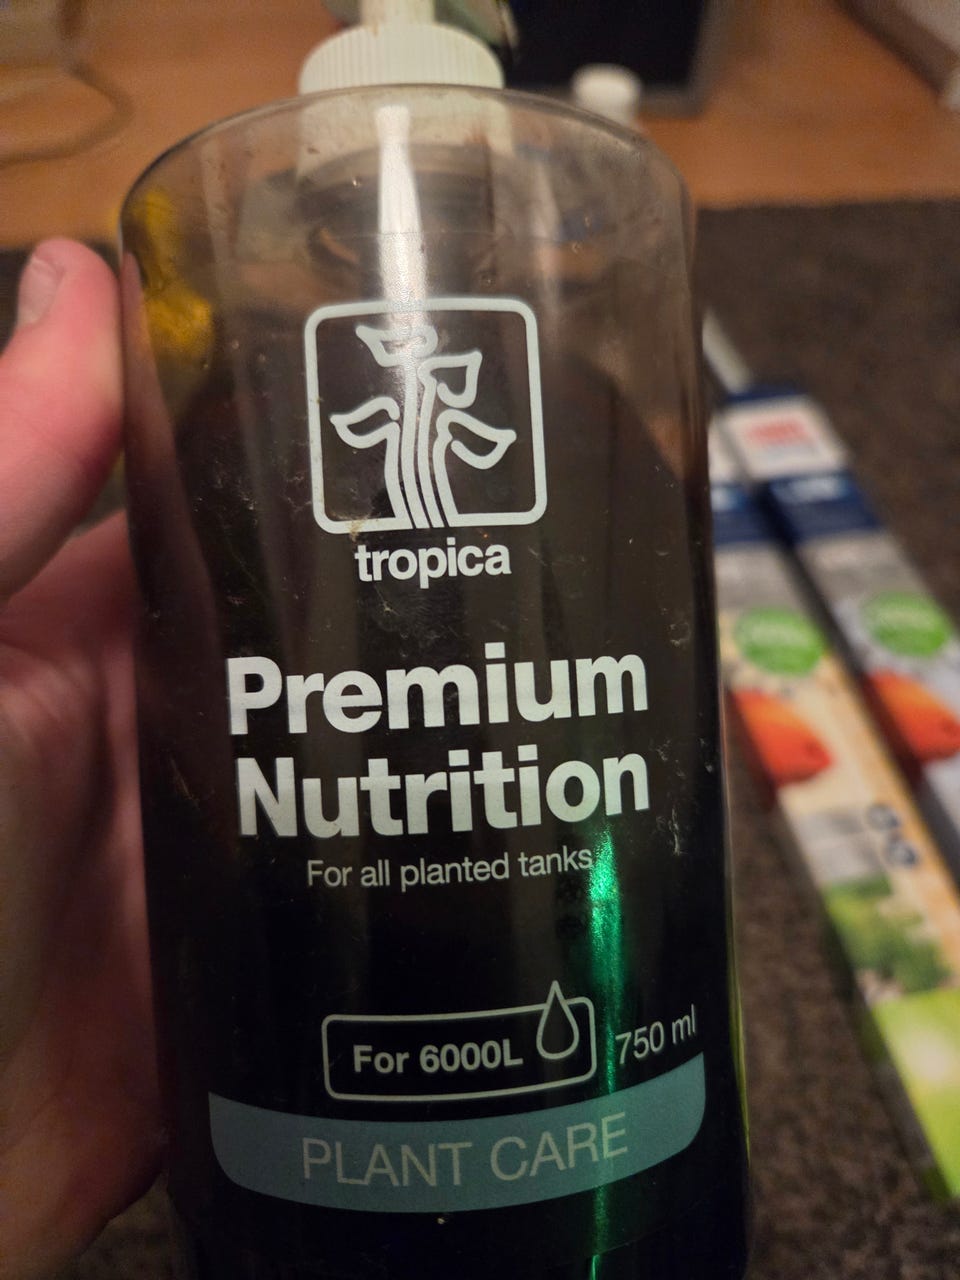 tropica
Premium
Nutrition
For all planted tanks
For 6000L
750 ml
PLANT CARE